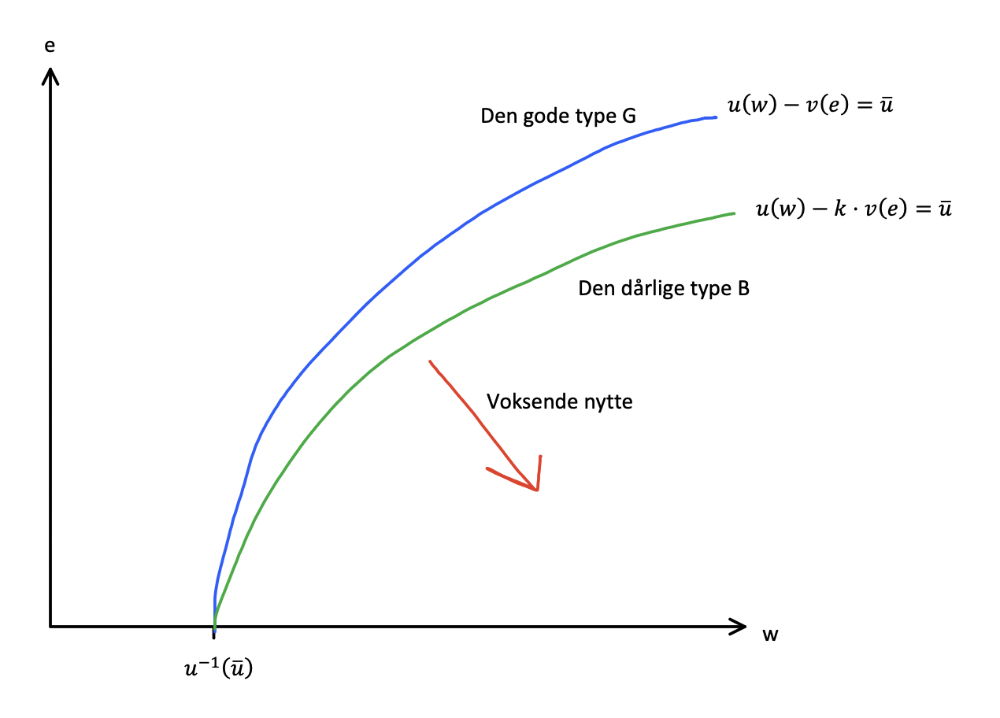 e
u(w) − v(e) = ū
Den gode type G
u(w) − k · v(e) = ū
Den dårlige type B
Voksende nytte
w
u⁻¹(ū)